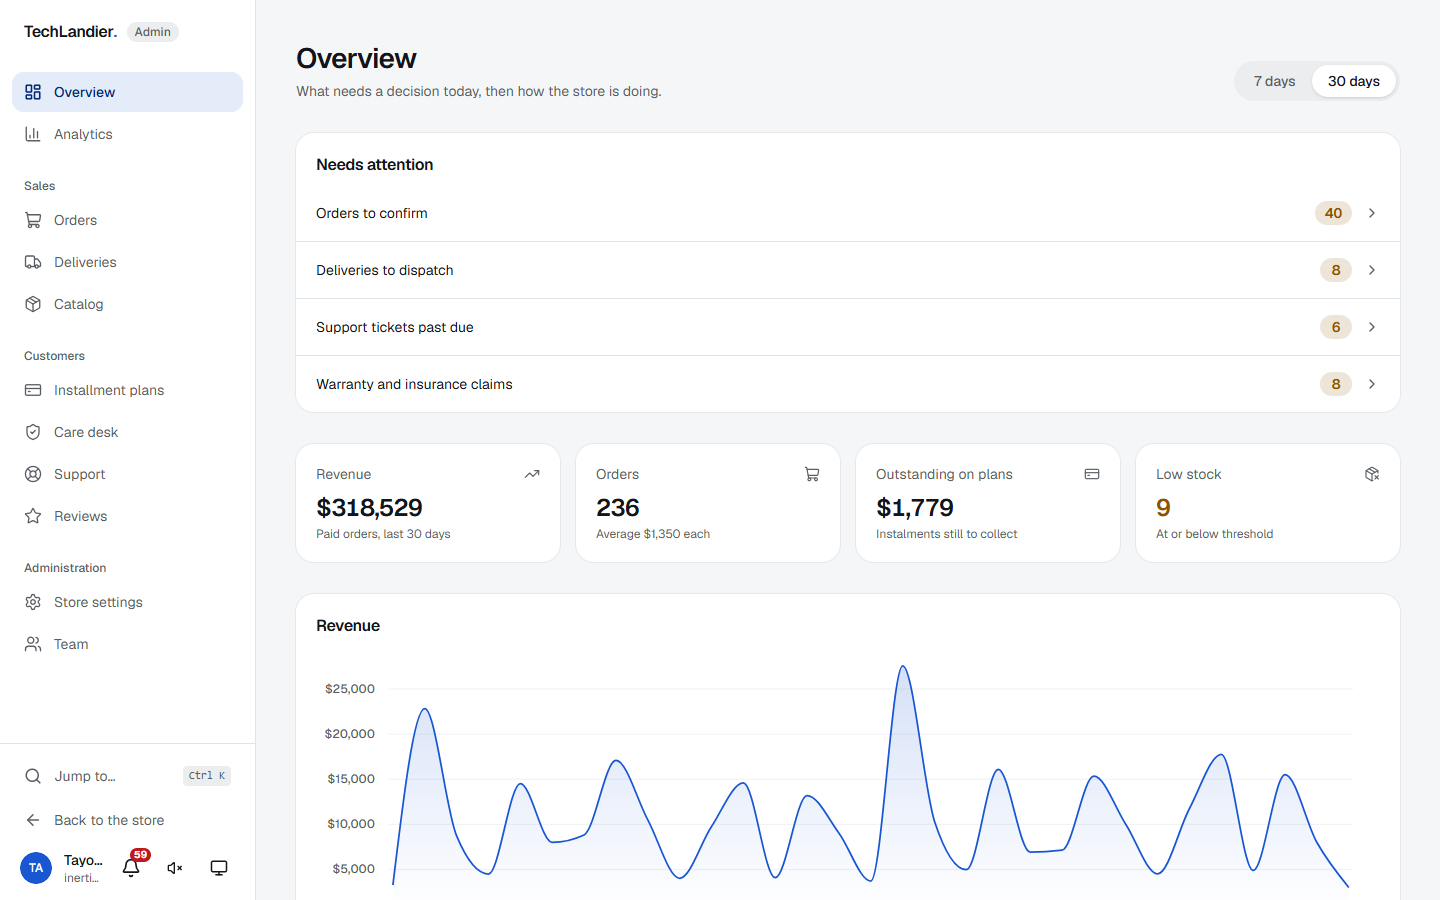 TechLandier. Admin
Overview
Analytics
Sales
Orders
Deliveries
Catalog
Customers
Installment plans
Care desk
Support
Reviews
Administration
Store settings
Team
Jump to... Ctrl K
Back to the store
TA Tayo... 59
inerti...
Overview
What needs a decision today, then how the store is doing.
7 days 30 days
Needs attention
Orders to confirm 40
Deliveries to dispatch 8
Support tickets past due 6
Warranty and insurance claims 8
Revenue
$318,529
Paid orders, last 30 days
Orders
236
Average $1,350 each
Outstanding on plans
$1,779
Instalments still to collect
Low stock
9
At or below threshold
Revenue
$25,000
$20,000
$15,000
$10,000
$5,000